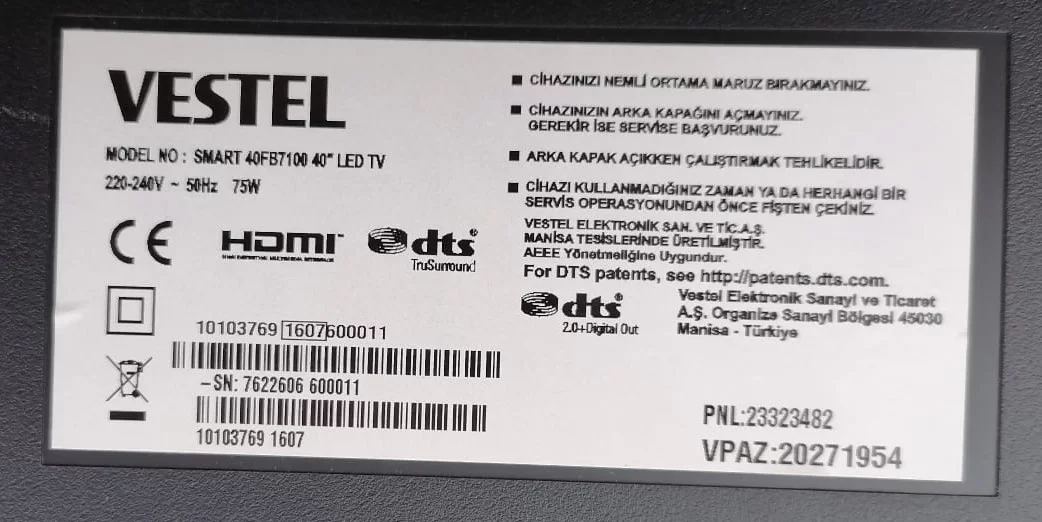 VESTEL
MODEL NO : SMART 40FB7100 40" LED TV
220-240V ~ 50Hz 75W
CE HDMI dts
TruSurround
10103769 1607600011
-SN: 7622606 600011
10103769 1607
■ CİHAZINIZI NEMLİ ORTAMA MARUZ BIRAKMAYINIZ.
■ CİHAZINIZIN ARKA KAPAĞINI AÇMAYINIZ.
GEREKİR İSE SERVİSE BAŞVURUNUZ.
■ ARKA KAPAK AÇIKKEN ÇALIŞTIRMAK TEHLİKELİDİR.
■ CİHAZI KULLANMADIĞINIZ ZAMAN YA DA HERHANGİ BİR
SERVİS OPERASYONUNDAN ÖNCE FİŞTEN ÇEKİNİZ.
VESTEL ELEKTRONİK SAN. VE TİC.A.Ş.
MANİSA TESİSLERİNDE ÜRETİLMİŞTİR.
AEEE Yönetmeliğine Uygundur.
For DTS patents, see http://patents.dts.com.
dts
2.0+Digital Out
Vestel Elektronik Sanayi ve Ticaret
A.Ş. Organize Sanayi Bölgesi 45030
Manisa - Türkiye
PNL:23323482
VPAZ:20271954